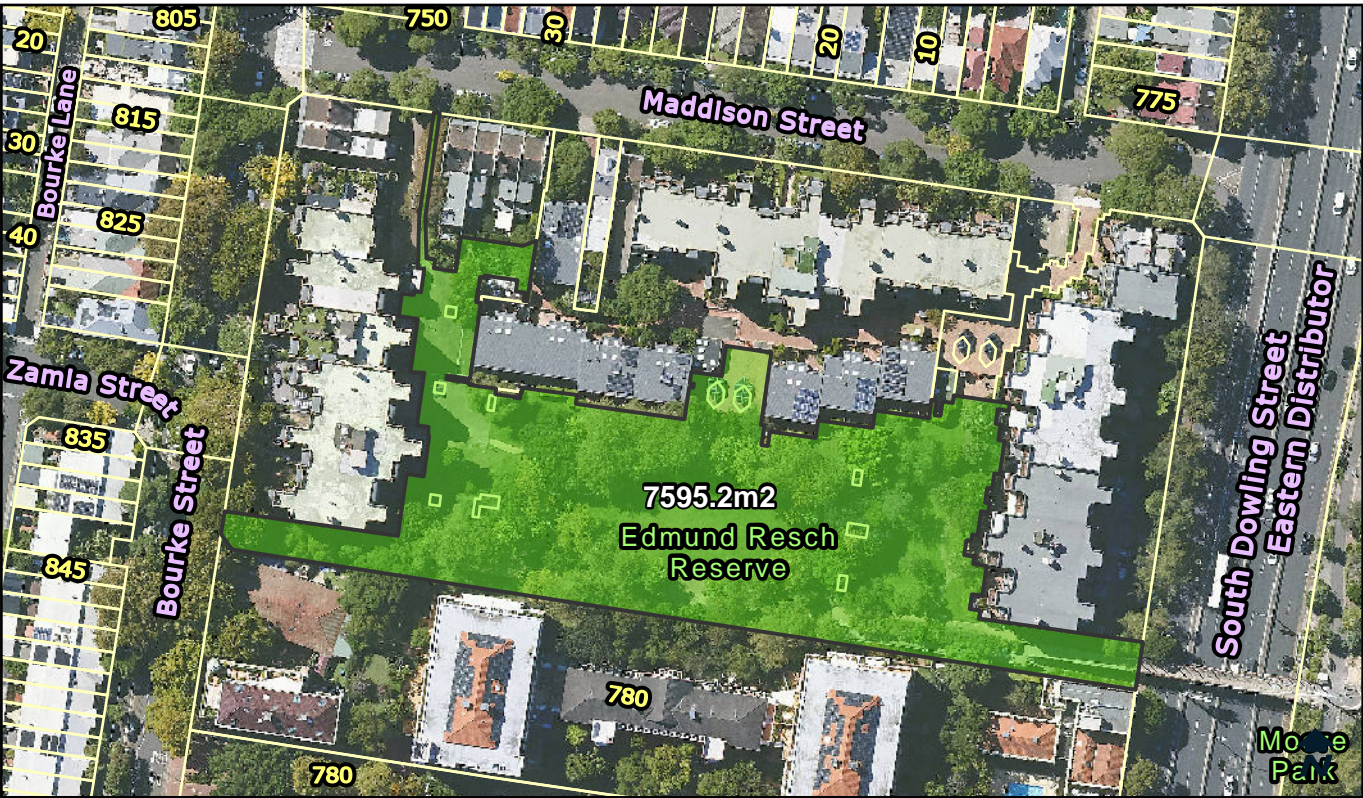 805
750
30
20
20
10
775
Maddison Street
815
30
Bourke Lane
825
40
Zamia Street
835
Bourke Street
845
7595.2m2
Edmund Resch
Reserve
South Dowling Street
Eastern Distributor
780
780
Park